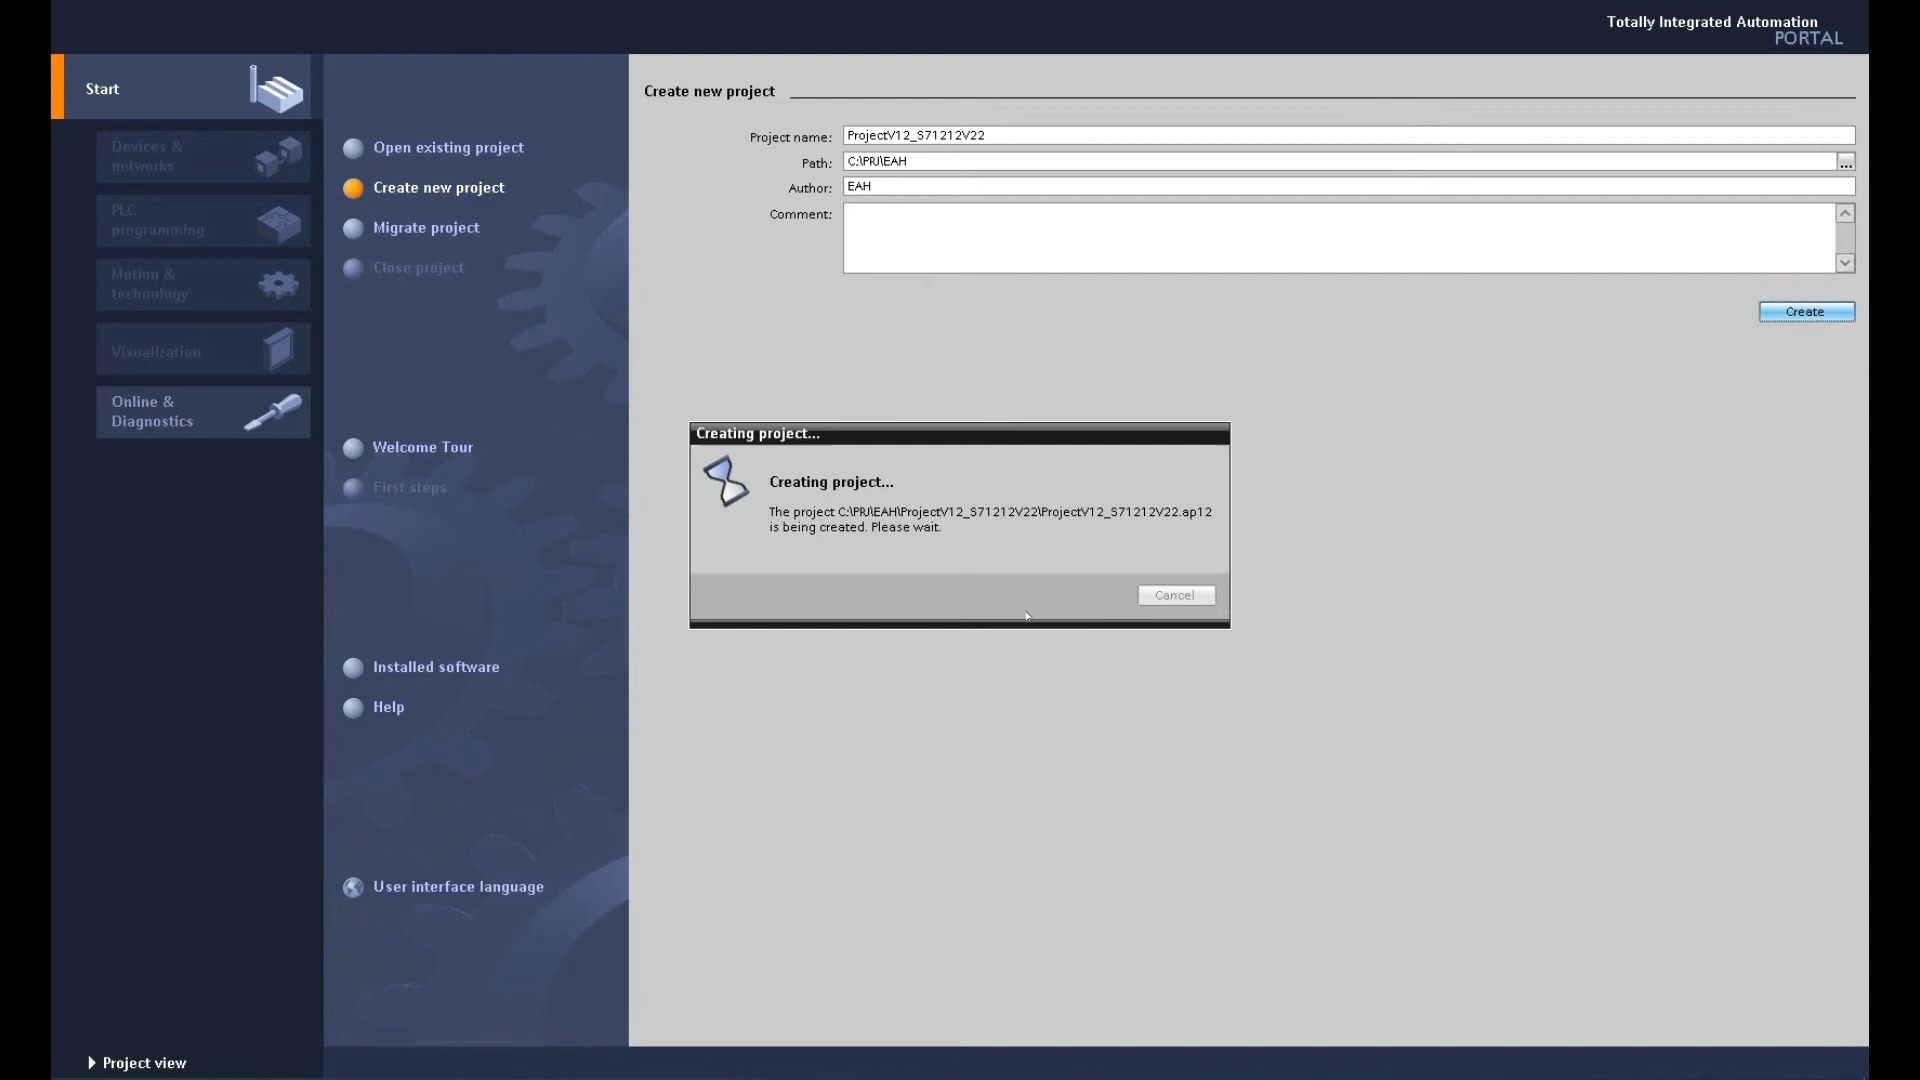 Totally Integrated Automation
PORTAL
Start
Devices &
networks
PLC
programming
Motion &
technology
Visualization
Online &
Diagnostics
Open existing project
Create new project
Migrate project
Close project
Welcome Tour
First steps
Installed software
Help
User interface language
Create new project
Project name: ProjectV12_S71212V22
Path: C:\PRJ\EAH
...
Author: EAH
Comment:
Create
Creating project...
Creating project...
The project C:\PRJ\EAH\ProjectV12_S71212V22\ProjectV12_S71212V22.ap12
is being created. Please wait.
Cancel
Project view